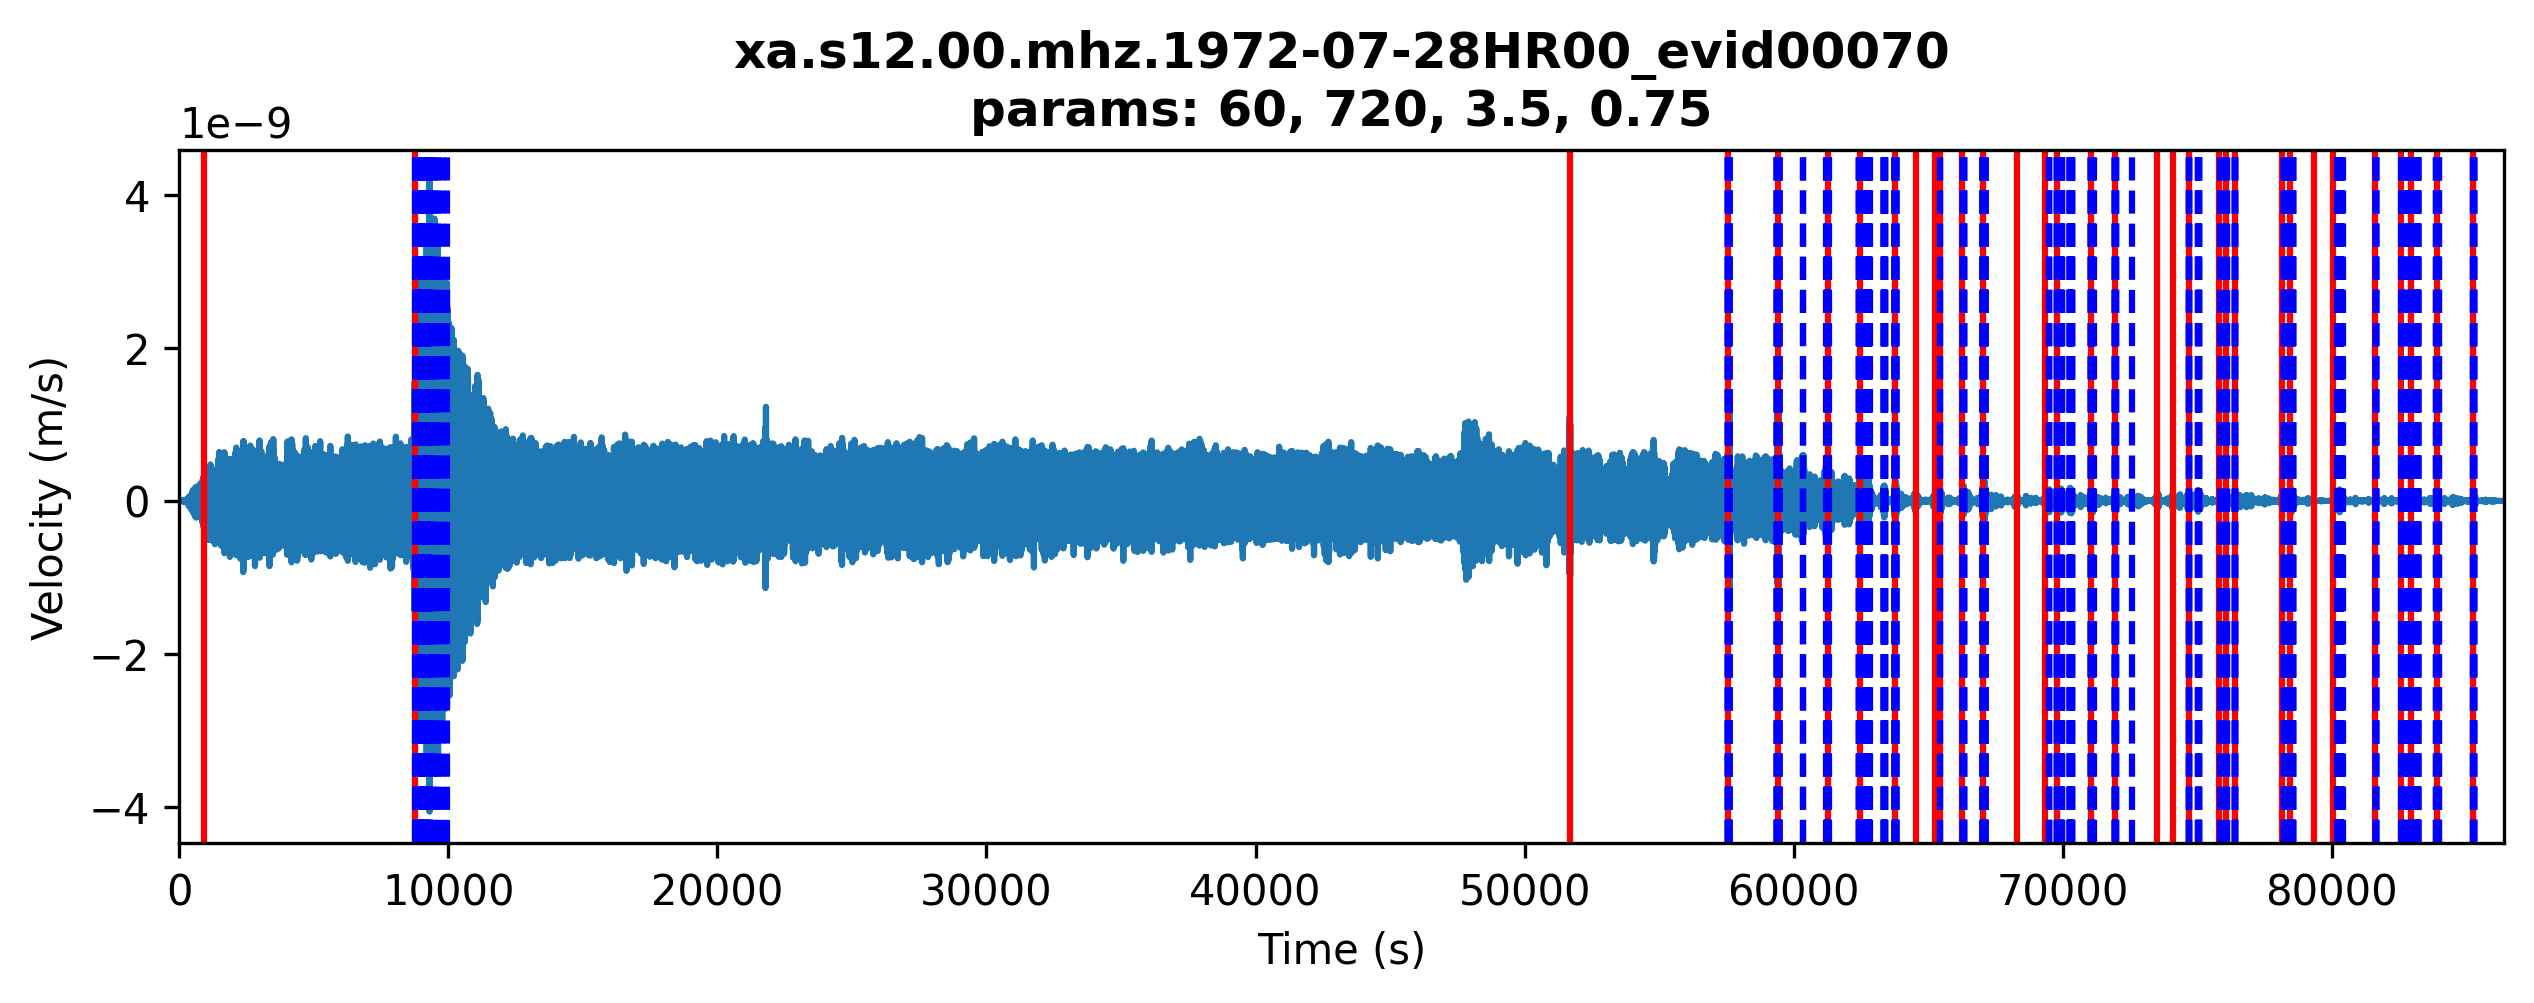 xa.s12.00.mhz.1972-07-28HR00_evid00070
params: 60, 720, 3.5, 0.75
1e−9
4
2
0
−2
−4
Velocity (m/s)
0 10000 20000 30000 40000 50000 60000 70000 80000
Time (s)